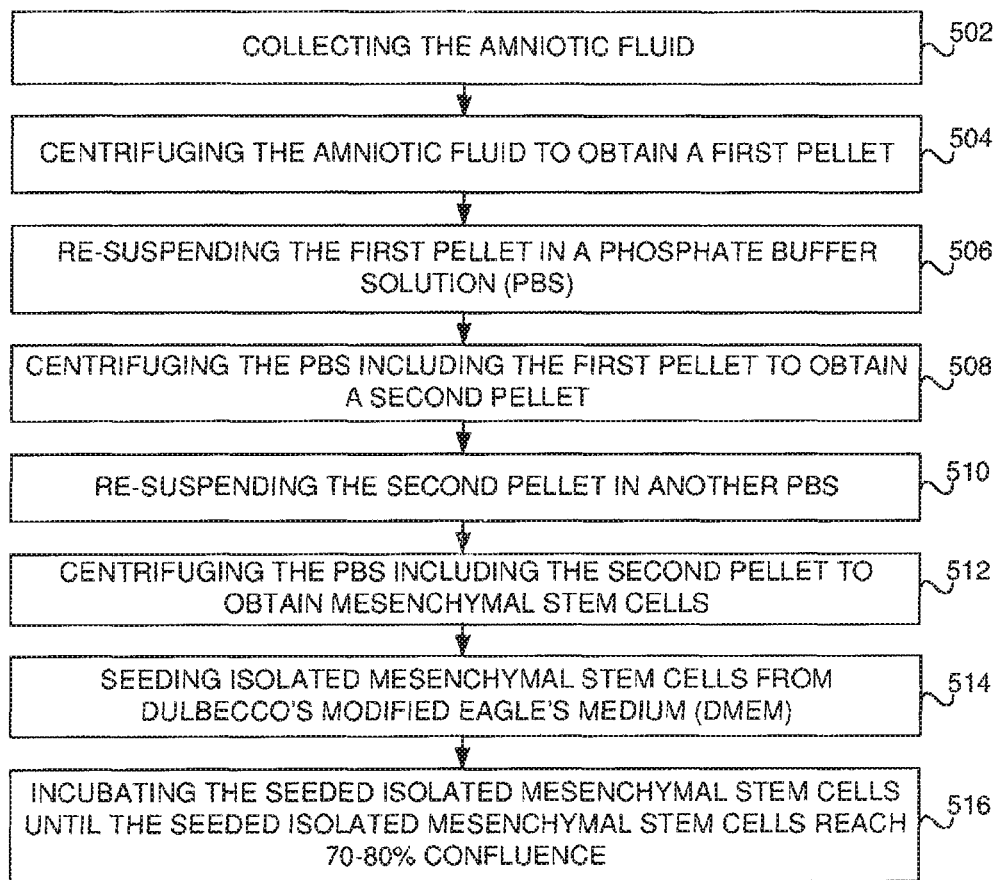 COLLECTING THE AMNIOTIC FLUID
502
CENTRIFUGING THE AMNIOTIC FLUID TO OBTAIN A FIRST PELLET
504
RE-SUSPENDING THE FIRST PELLET IN A PHOSPHATE BUFFER
SOLUTION (PBS)
506
CENTRIFUGING THE PBS INCLUDING THE FIRST PELLET TO OBTAIN
A SECOND PELLET
508
RE-SUSPENDING THE SECOND PELLET IN ANOTHER PBS
510
CENTRIFUGING THE PBS INCLUDING THE SECOND PELLET TO
OBTAIN MESENCHYMAL STEM CELLS
512
SEEDING ISOLATED MESENCHYMAL STEM CELLS FROM
DULBECCO'S MODIFIED EAGLE'S MEDIUM (DMEM)
514
INCUBATING THE SEEDED ISOLATED MESENCHYMAL STEM CELLS
UNTIL THE SEEDED ISOLATED MESENCHYMAL STEM CELLS REACH
70-80% CONFLUENCE
516